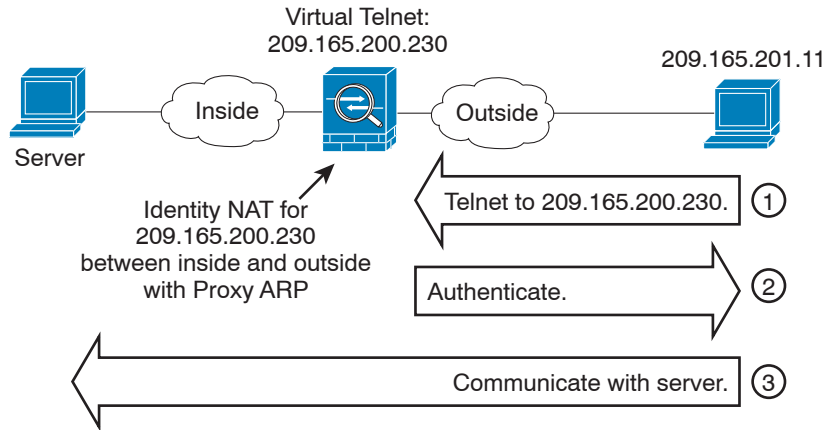 Virtual Telnet:
209.165.200.230
209.165.201.11
Inside
Outside
Server
Identity NAT for
209.165.200.230
between inside and outside
with Proxy ARP
Telnet to 209.165.200.230.
1
Authenticate.
2
Communicate with server.
3